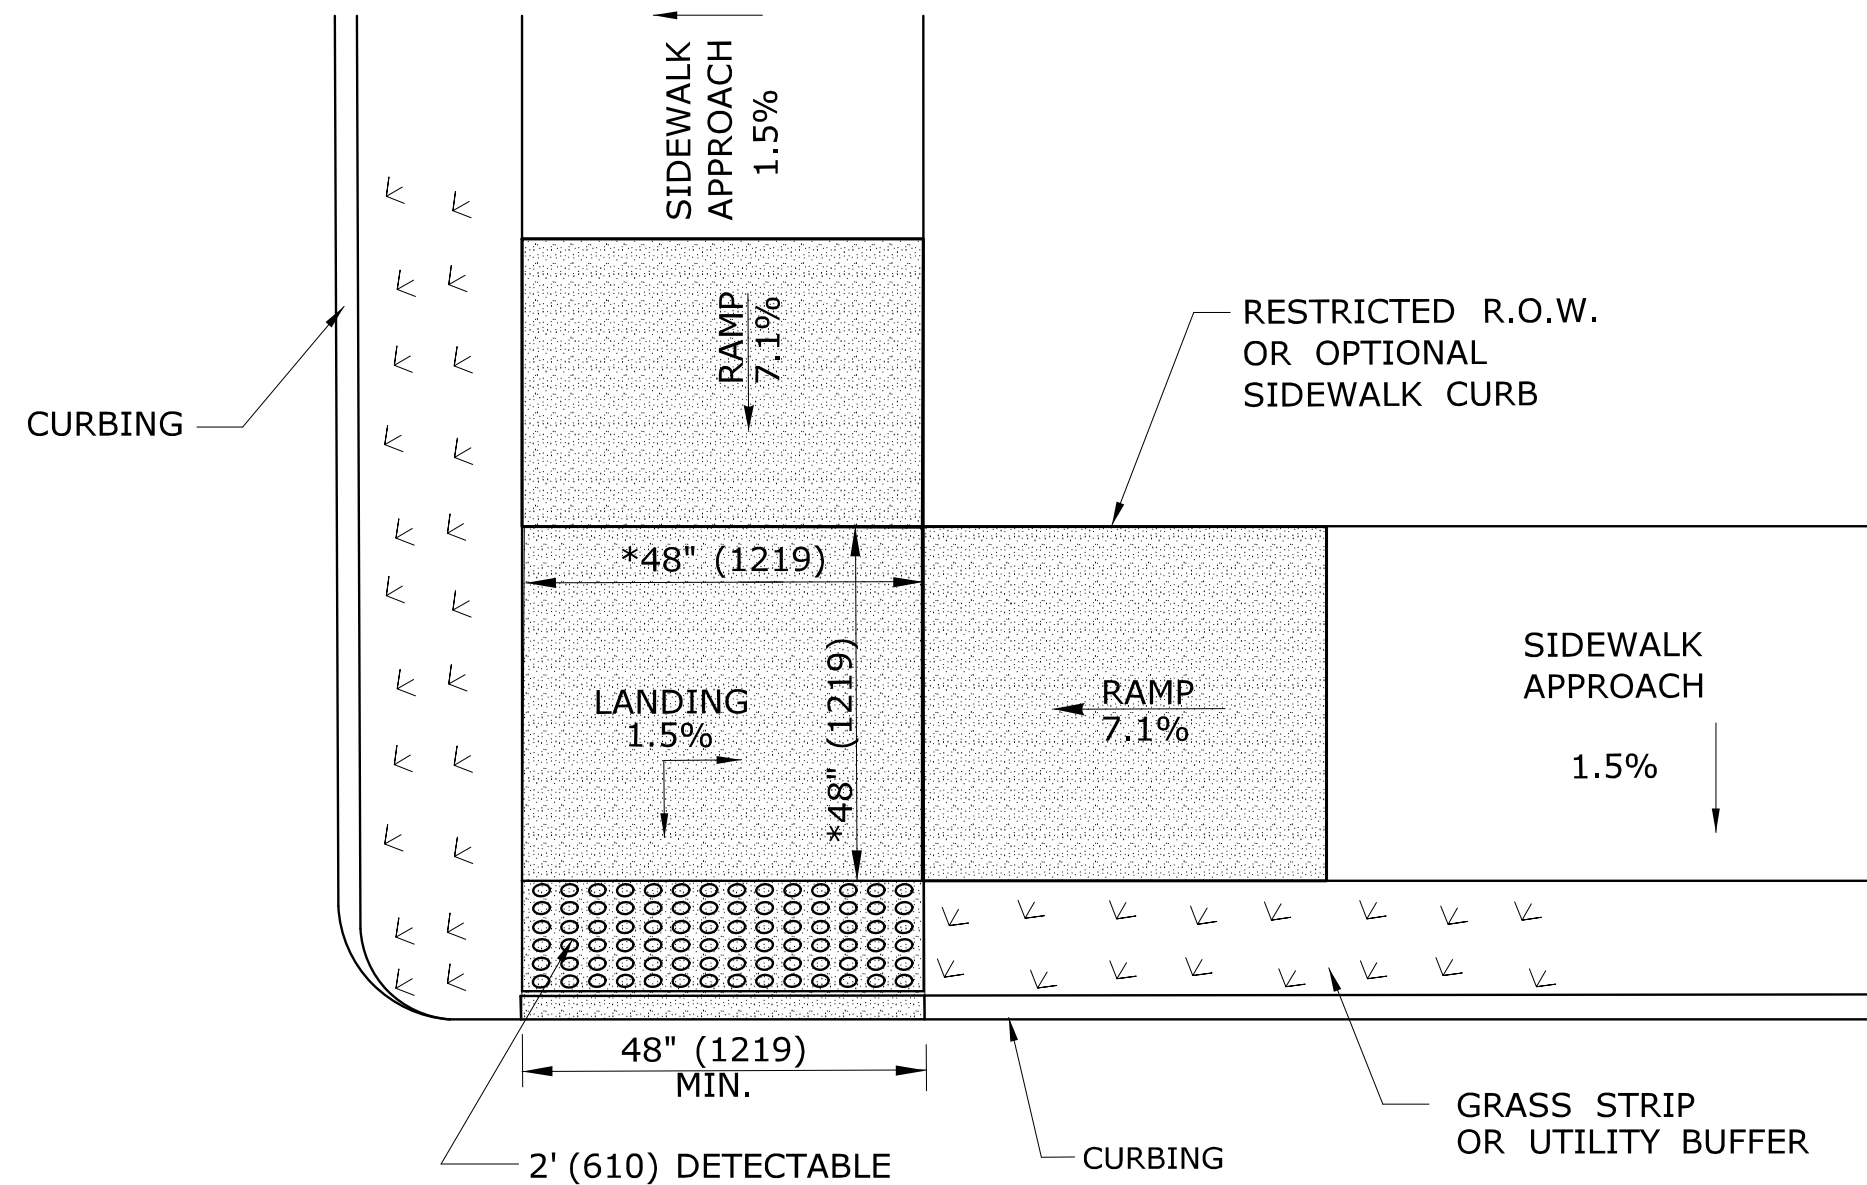 SIDEWALK
APPROACH
1.5%
RAMP
7.1%
RESTRICTED R.O.W.
OR OPTIONAL
SIDEWALK CURB
CURBING
*48" (1219)
*48" (1219)
LANDING
1.5%
RAMP
7.1%
SIDEWALK
APPROACH
1.5%
48" (1219)
MIN.
2' (610) DETECTABLE
CURBING
GRASS STRIP
OR UTILITY BUFFER